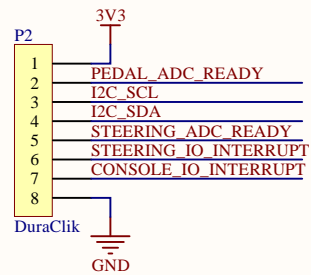 3V3
P2
1
2 PEDAL_ADC_READY
3 I2C_SCL
4 I2C_SDA
5 STEERING_ADC_READY
6 STEERING_IO_INTERRUPT
7 CONSOLE_IO_INTERRUPT
8
DuraClik
GND